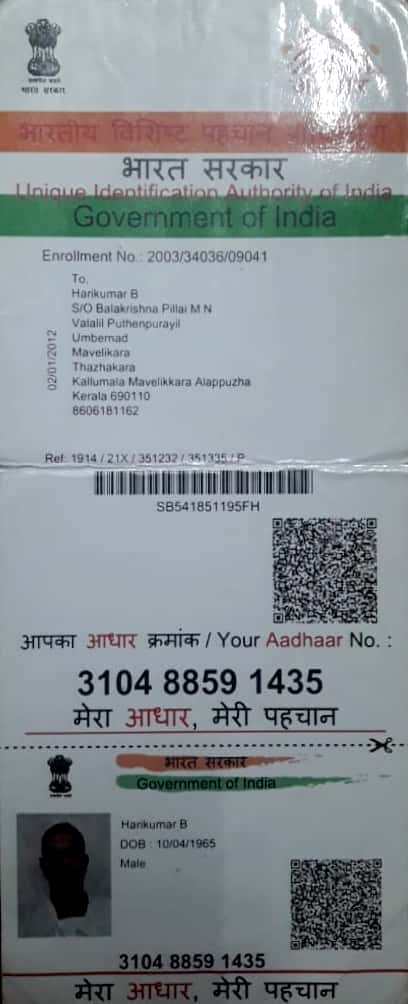 सत्यमेव जयते
भारत सरकार
भारतीय विशिष्ट पहचान
भारत सरकार
Unique Identification Authority of India
Government of India
Enrollment No.: 2003/34036/09041
02/01/2012
To,
Harikumar B
S/O Balakrishna Pillai M N
Valalil Puthenpurayil
Umbernad
Mavelikara
Thazhakara
Kallumala Mavelikkara Alappuzha
Kerala 690110
8606181162
Ref: 1914 / 21X / 351232 / 351335 / P
SB541851195FH
आपका आधार क्रमांक / Your Aadhaar No. :
3104 8859 1435
मेरा आधार, मेरी पहचान
भारत सरकार
Government of India
Harikumar B
DOB : 10/04/1965
Male
3104 8859 1435
मेरा आधार, मेरी पहचान